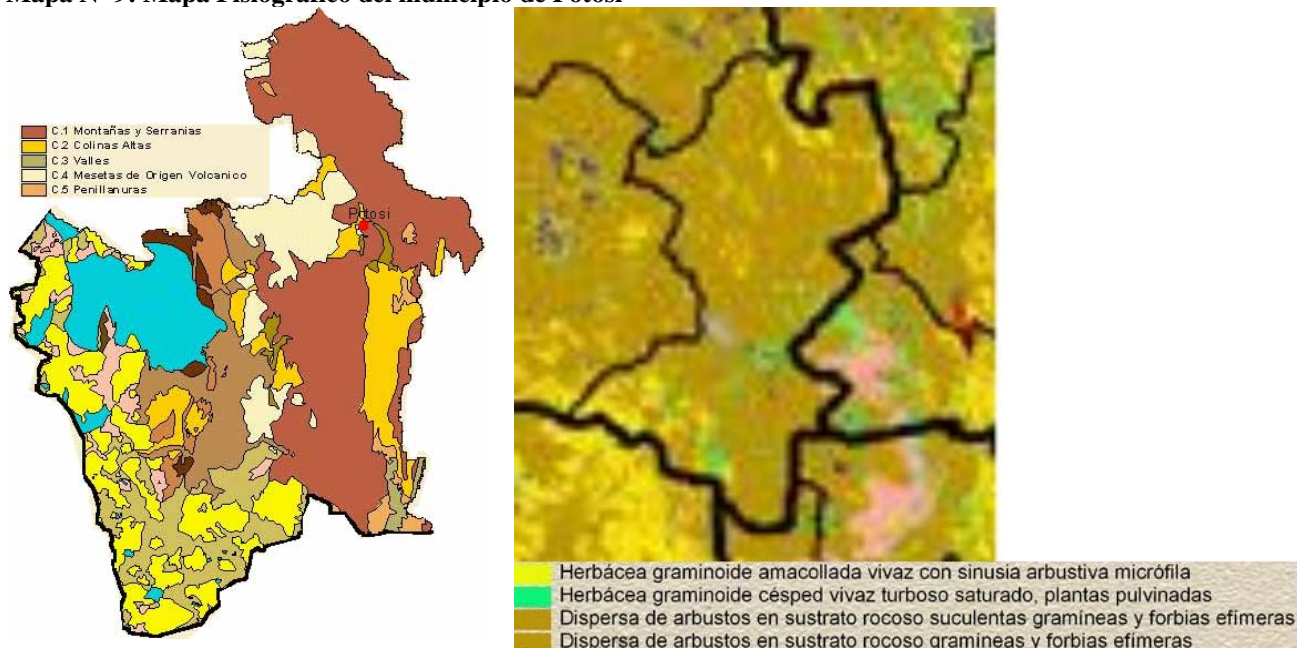 Mapa Nº 9: Mapa Fisiográfico del municipio de Potosí
C.1 Montañas y Serranias
C.2 Colinas Altas
C.3 Valles
C.4 Mesetas de Origen Volcanico
C.5 Penillanuras
Potosi
Herbácea graminoide amacollada vivaz con sinusia arbustiva micrófila
Herbácea graminoide césped vivaz turboso saturado, plantas pulvinadas
Dispersa de arbustos en sustrato rocoso suculentas gramíneas y forbias efímeras
Dispersa de arbustos en sustrato rocoso gramíneas y forbias efímeras